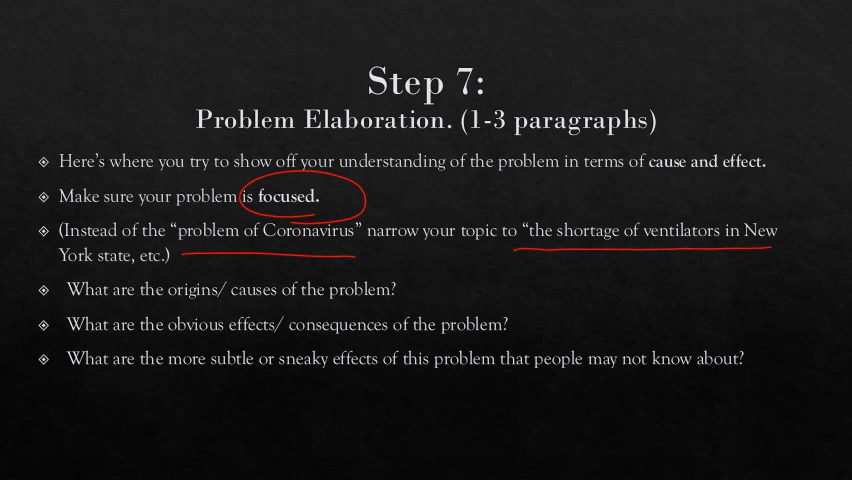 Step 7:
Problem Elaboration. (1-3 paragraphs)
Here's where you try to show off your understanding of the problem in terms of cause and effect.
Make sure your problem is focused.
(Instead of the “problem of Coronavirus” narrow your topic to “the shortage of ventilators in New
York state, etc.)
What are the origins/ causes of the problem?
What are the obvious effects/ consequences of the problem?
What are the more subtle or sneaky effects of this problem that people may not know about?